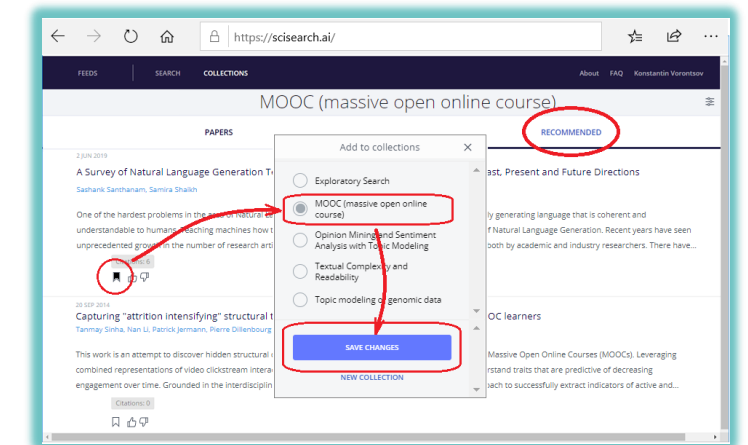 https://scisearch.ai/
FEEDS SEARCH COLLECTIONS About FAQ Konstantin Vorontsov
MOOC (massive open online course)
PAPERS RECOMMENDED
2 JUN 2019
A Survey of Natural Language Generation Te ast, Present and Future Directions
Sashank Santhanam, Samira Shaikh
One of the hardest problems in the area of Natural La ly generating language that is coherent and
understandable to humans. Teaching machines how t f Natural Language Generation. Recent years have seen
unprecedented growth in the number of research arti both by academic and industry researchers. There have...
Citations: 6
Add to collections
Exploratory Search
MOOC (massive open online
course)
Opinion Mining and Sentiment
Analysis with Topic Modeling
Textual Complexity and
Readability
Topic modeling of genomic data
SAVE CHANGES
NEW COLLECTION
20 SEP 2014
Capturing "attrition intensifying" structural t OC learners
Tanmay Sinha, Nan Li, Patrick Jermann, Pierre Dillenbourg
This work is an attempt to discover hidden structural Massive Open Online Courses (MOOCs). Leveraging
combined representations of video clickstream intera rstand traits that are predictive of decreasing
engagement over time. Grounded in the interdisciplin ach to successfully extract indicators of active and...
Citations: 0